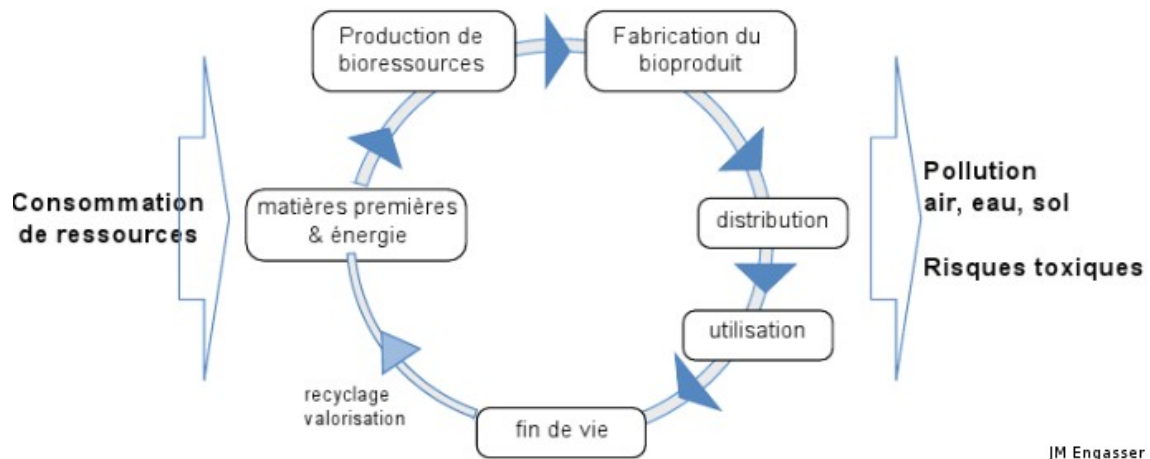 Production de
bioressources
Fabrication du
bioproduit
Consommation
de ressources
matières premières
& énergie
distribution
Pollution
air, eau, sol
Risques toxiques
utilisation
recyclage
valorisation
fin de vie
JM Engasser